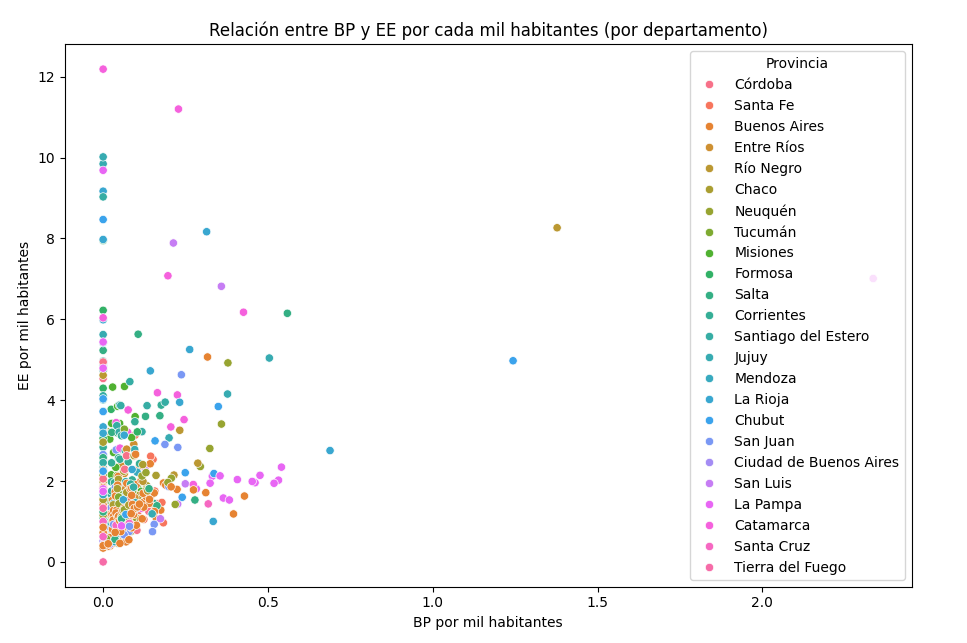 Relación entre BP y EE por cada mil habitantes (por departamento)
EE por mil habitantes
12
10
8
6
4
2
0
0.0
0.5
1.0
1.5
2.0
BP por mil habitantes
Provincia
Córdoba
Santa Fe
Buenos Aires
Entre Ríos
Río Negro
Chaco
Neuquén
Tucumán
Misiones
Formosa
Salta
Corrientes
Santiago del Estero
Jujuy
Mendoza
La Rioja
Chubut
San Juan
Ciudad de Buenos Aires
San Luis
La Pampa
Catamarca
Santa Cruz
Tierra del Fuego